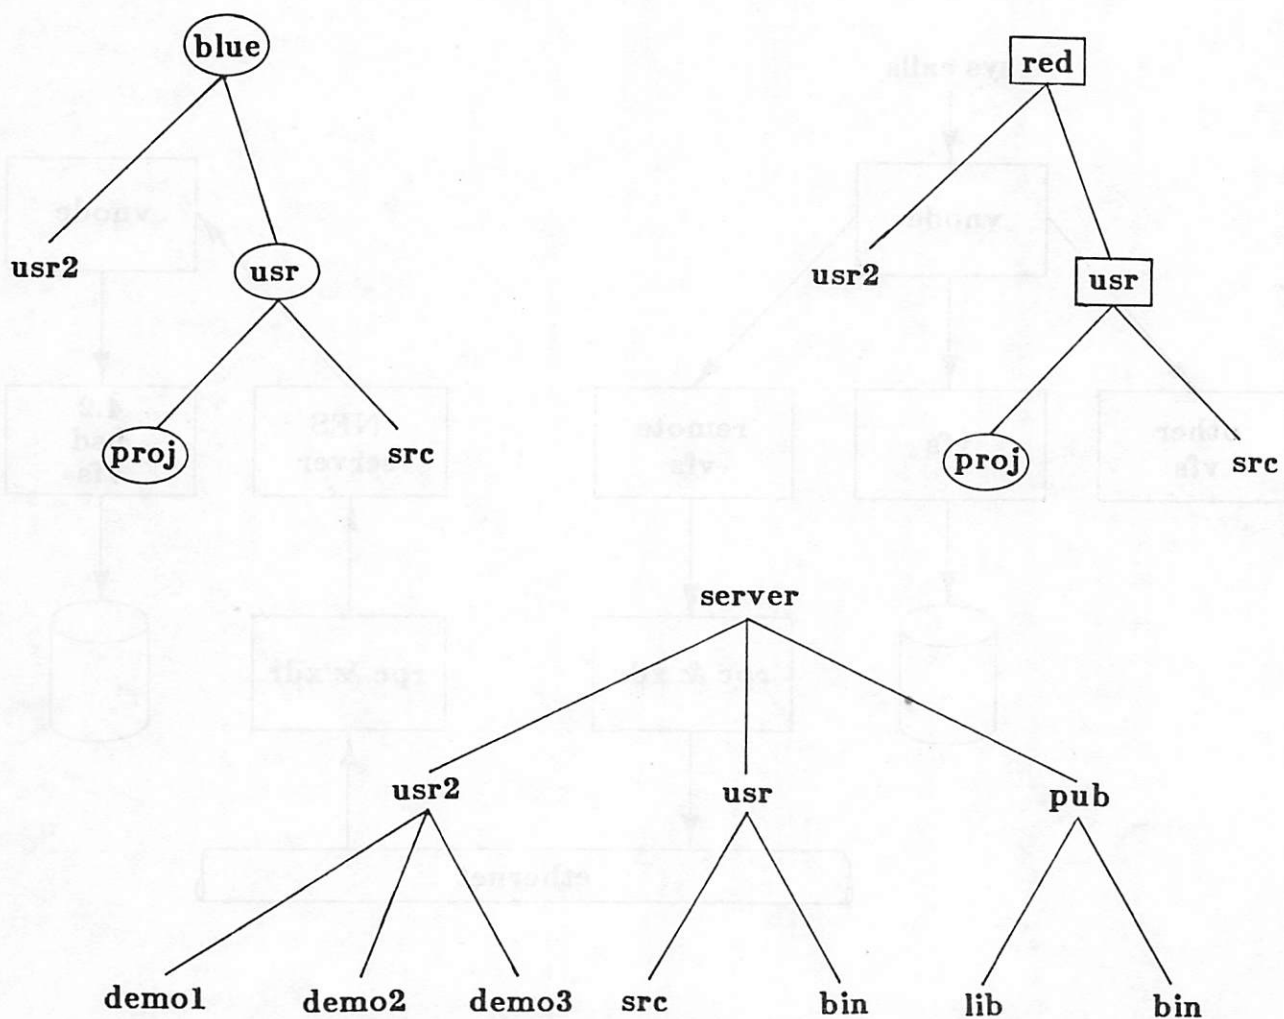 blue
red
usr2
usr
usr2
usr
proj
src
proj
src
server
usr2
usr
pub
demo1
demo2
demo3
src
bin
lib
bin